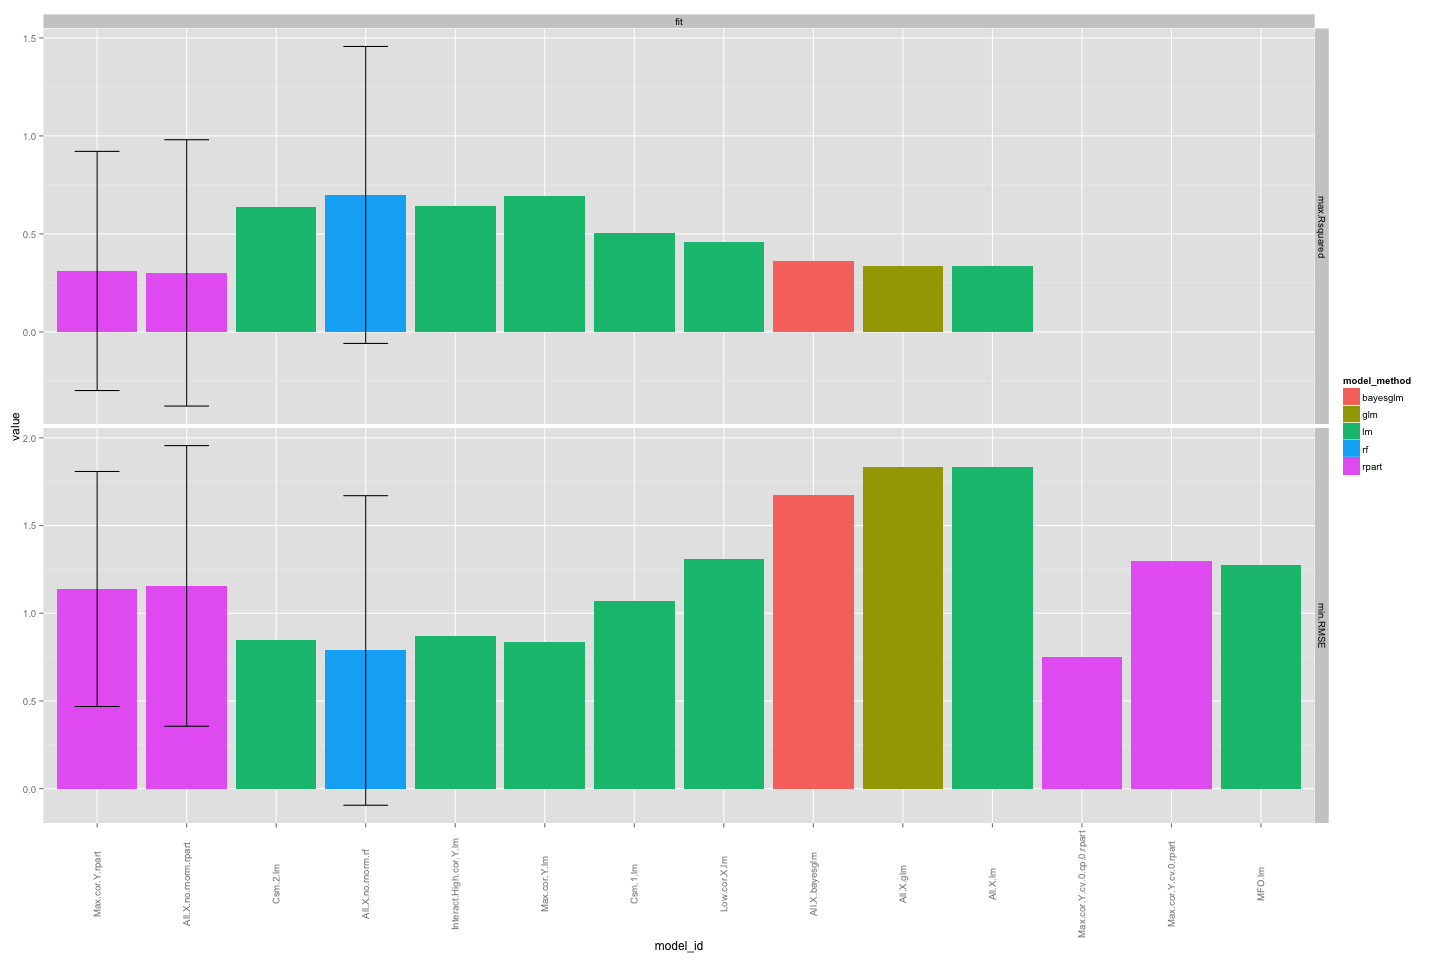 fit
1.5
1.0
0.5
0.0
max.Rsquared
value
2.0
1.5
1.0
0.5
0.0
min.RMSE
Max.cor.Y.rpart
All.X.no.rnorm.rpart
Csm.2.lm
All.X.no.rnorm.rf
Interact.High.cor.Y.lm
Max.cor.Y.lm
Csm.1.lm
Low.cor.X.lm
All.X.bayesglm
All.X.glm
All.X.lm
Max.cor.Y.cv.0.cp.0.rpart
Max.cor.Y.cv.0.rpart
MFO.lm
model_id
model_method
bayesglm
glm
lm
rf
rpart